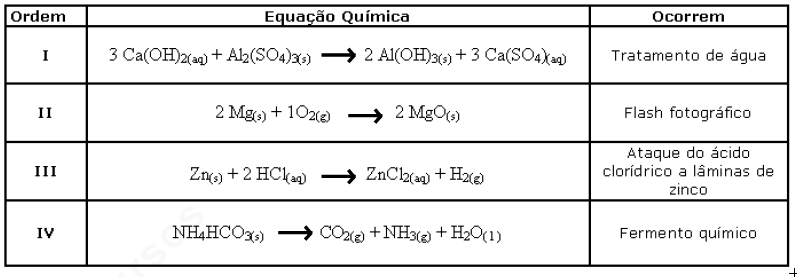 Ordem Equação Química Ocorrem
I 3 Ca(OH)₂(aq) + Al₂(SO₄)₃(s) ⟶ 2 Al(OH)₃(s) + 3 Ca(SO₄)(aq) Tratamento de água
II 2 Mg(s) + 1O₂(g) ⟶ 2 MgO(s) Flash fotográfico
III Zn(s) + 2 HCl(aq) ⟶ ZnCl₂(aq) + H₂(g) Ataque do ácido
clorídrico a lâminas de
zinco
IV NH₄HCO₃(s) ⟶ CO₂(g) + NH₃(g) + H₂O(l) Fermento químico